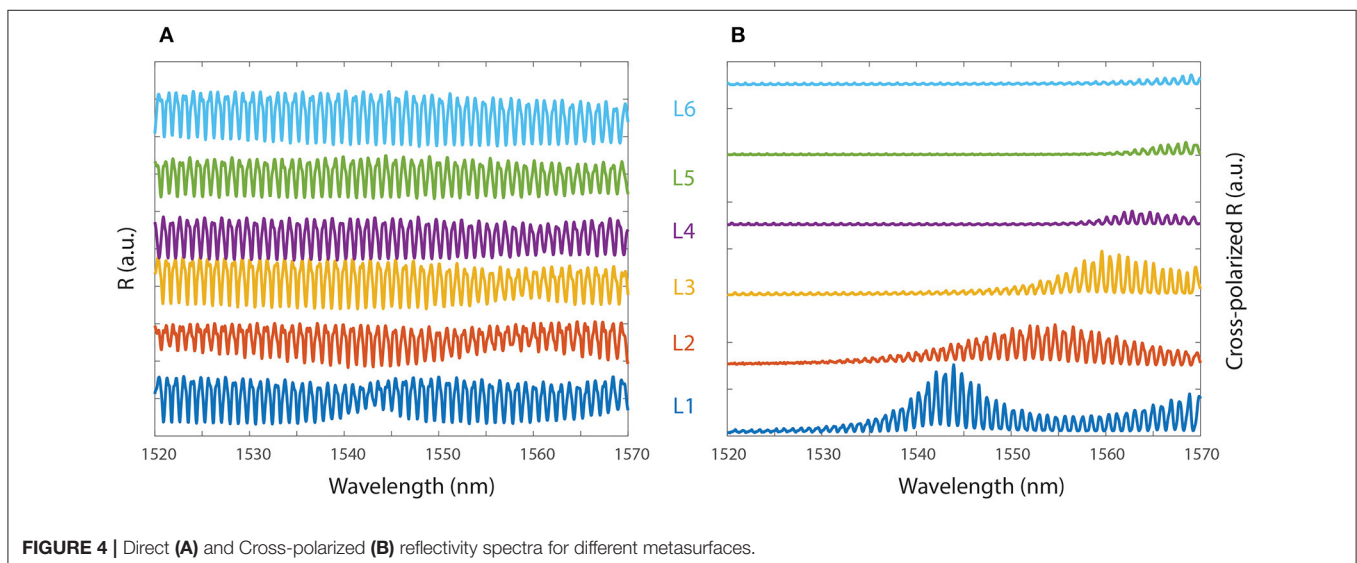 A
B
R (a.u.)
L6
L5
L4
L3
L2
L1
Cross-polarized R (a.u.)
1520 1530 1540 1550 1560 1570
1520 1530 1540 1550 1560 1570
Wavelength (nm)
Wavelength (nm)
FIGURE 4 | Direct (A) and Cross-polarized (B) reflectivity spectra for different metasurfaces.